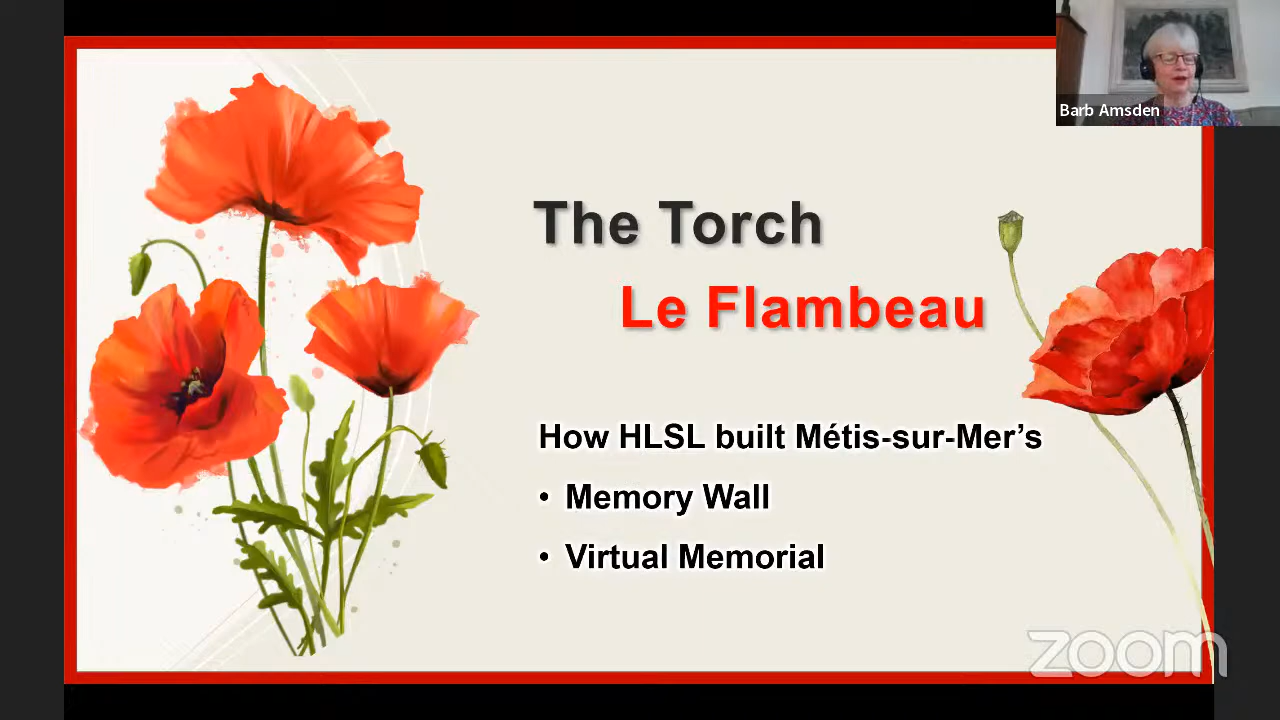 Barb Amsden
The Torch
Le Flambeau
How HLSL built Métis-sur-Mer’s
• Memory Wall
• Virtual Memorial
zoom